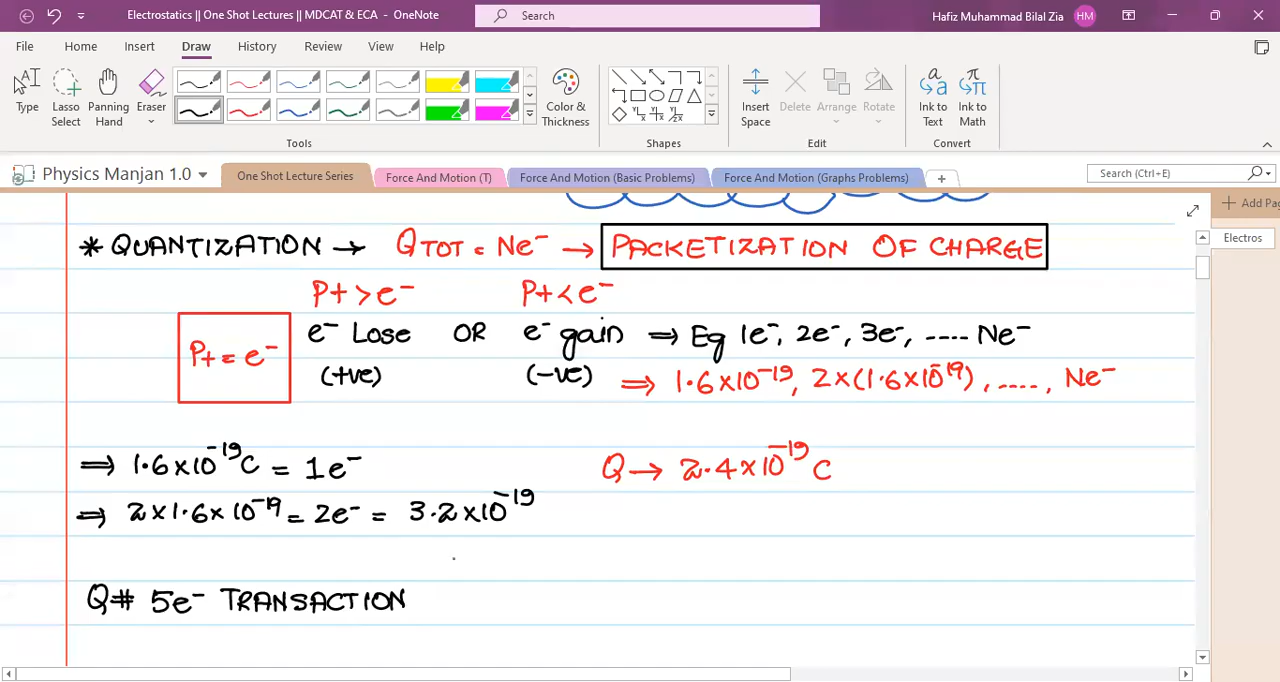 Electrostatics || One Shot Lectures || MDCAT & ECA - OneNote
Search
Hafiz Muhammad Bilal Zia HM
File Home Insert Draw History Review View Help
Type Lasso Select Panning Hand Eraser Color & Thickness Insert Space Delete Arrange Rotate Ink to Text Ink to Math
Tools Shapes Edit Convert
Physics Manjan 1.0 One Shot Lecture Series Force And Motion (T) Force And Motion (Basic Problems) Force And Motion (Graphs Problems) + Search (Ctrl+E)
Add Pag
Electros
* QUANTIZATION → QTOT = Ne⁻ → PACKETIZATION OF CHARGE
P+ > e⁻ P+ < e⁻
P+ = e⁻ e⁻ Lose OR e⁻ gain ⇒ Eg 1e⁻, 2e⁻, 3e⁻, .... Ne⁻
(+ve) (-ve) ⇒ 1.6×10⁻¹⁹, 2×(1.6×10⁻¹⁹), ...., Ne⁻
⇒ 1.6×10⁻¹⁹C = 1e⁻ Q → 2.4×10⁻¹⁹ C
⇒ 2×1.6×10⁻¹⁹ = 2e⁻ = 3.2×10⁻¹⁹
Q# 5e⁻ TRANSACTION